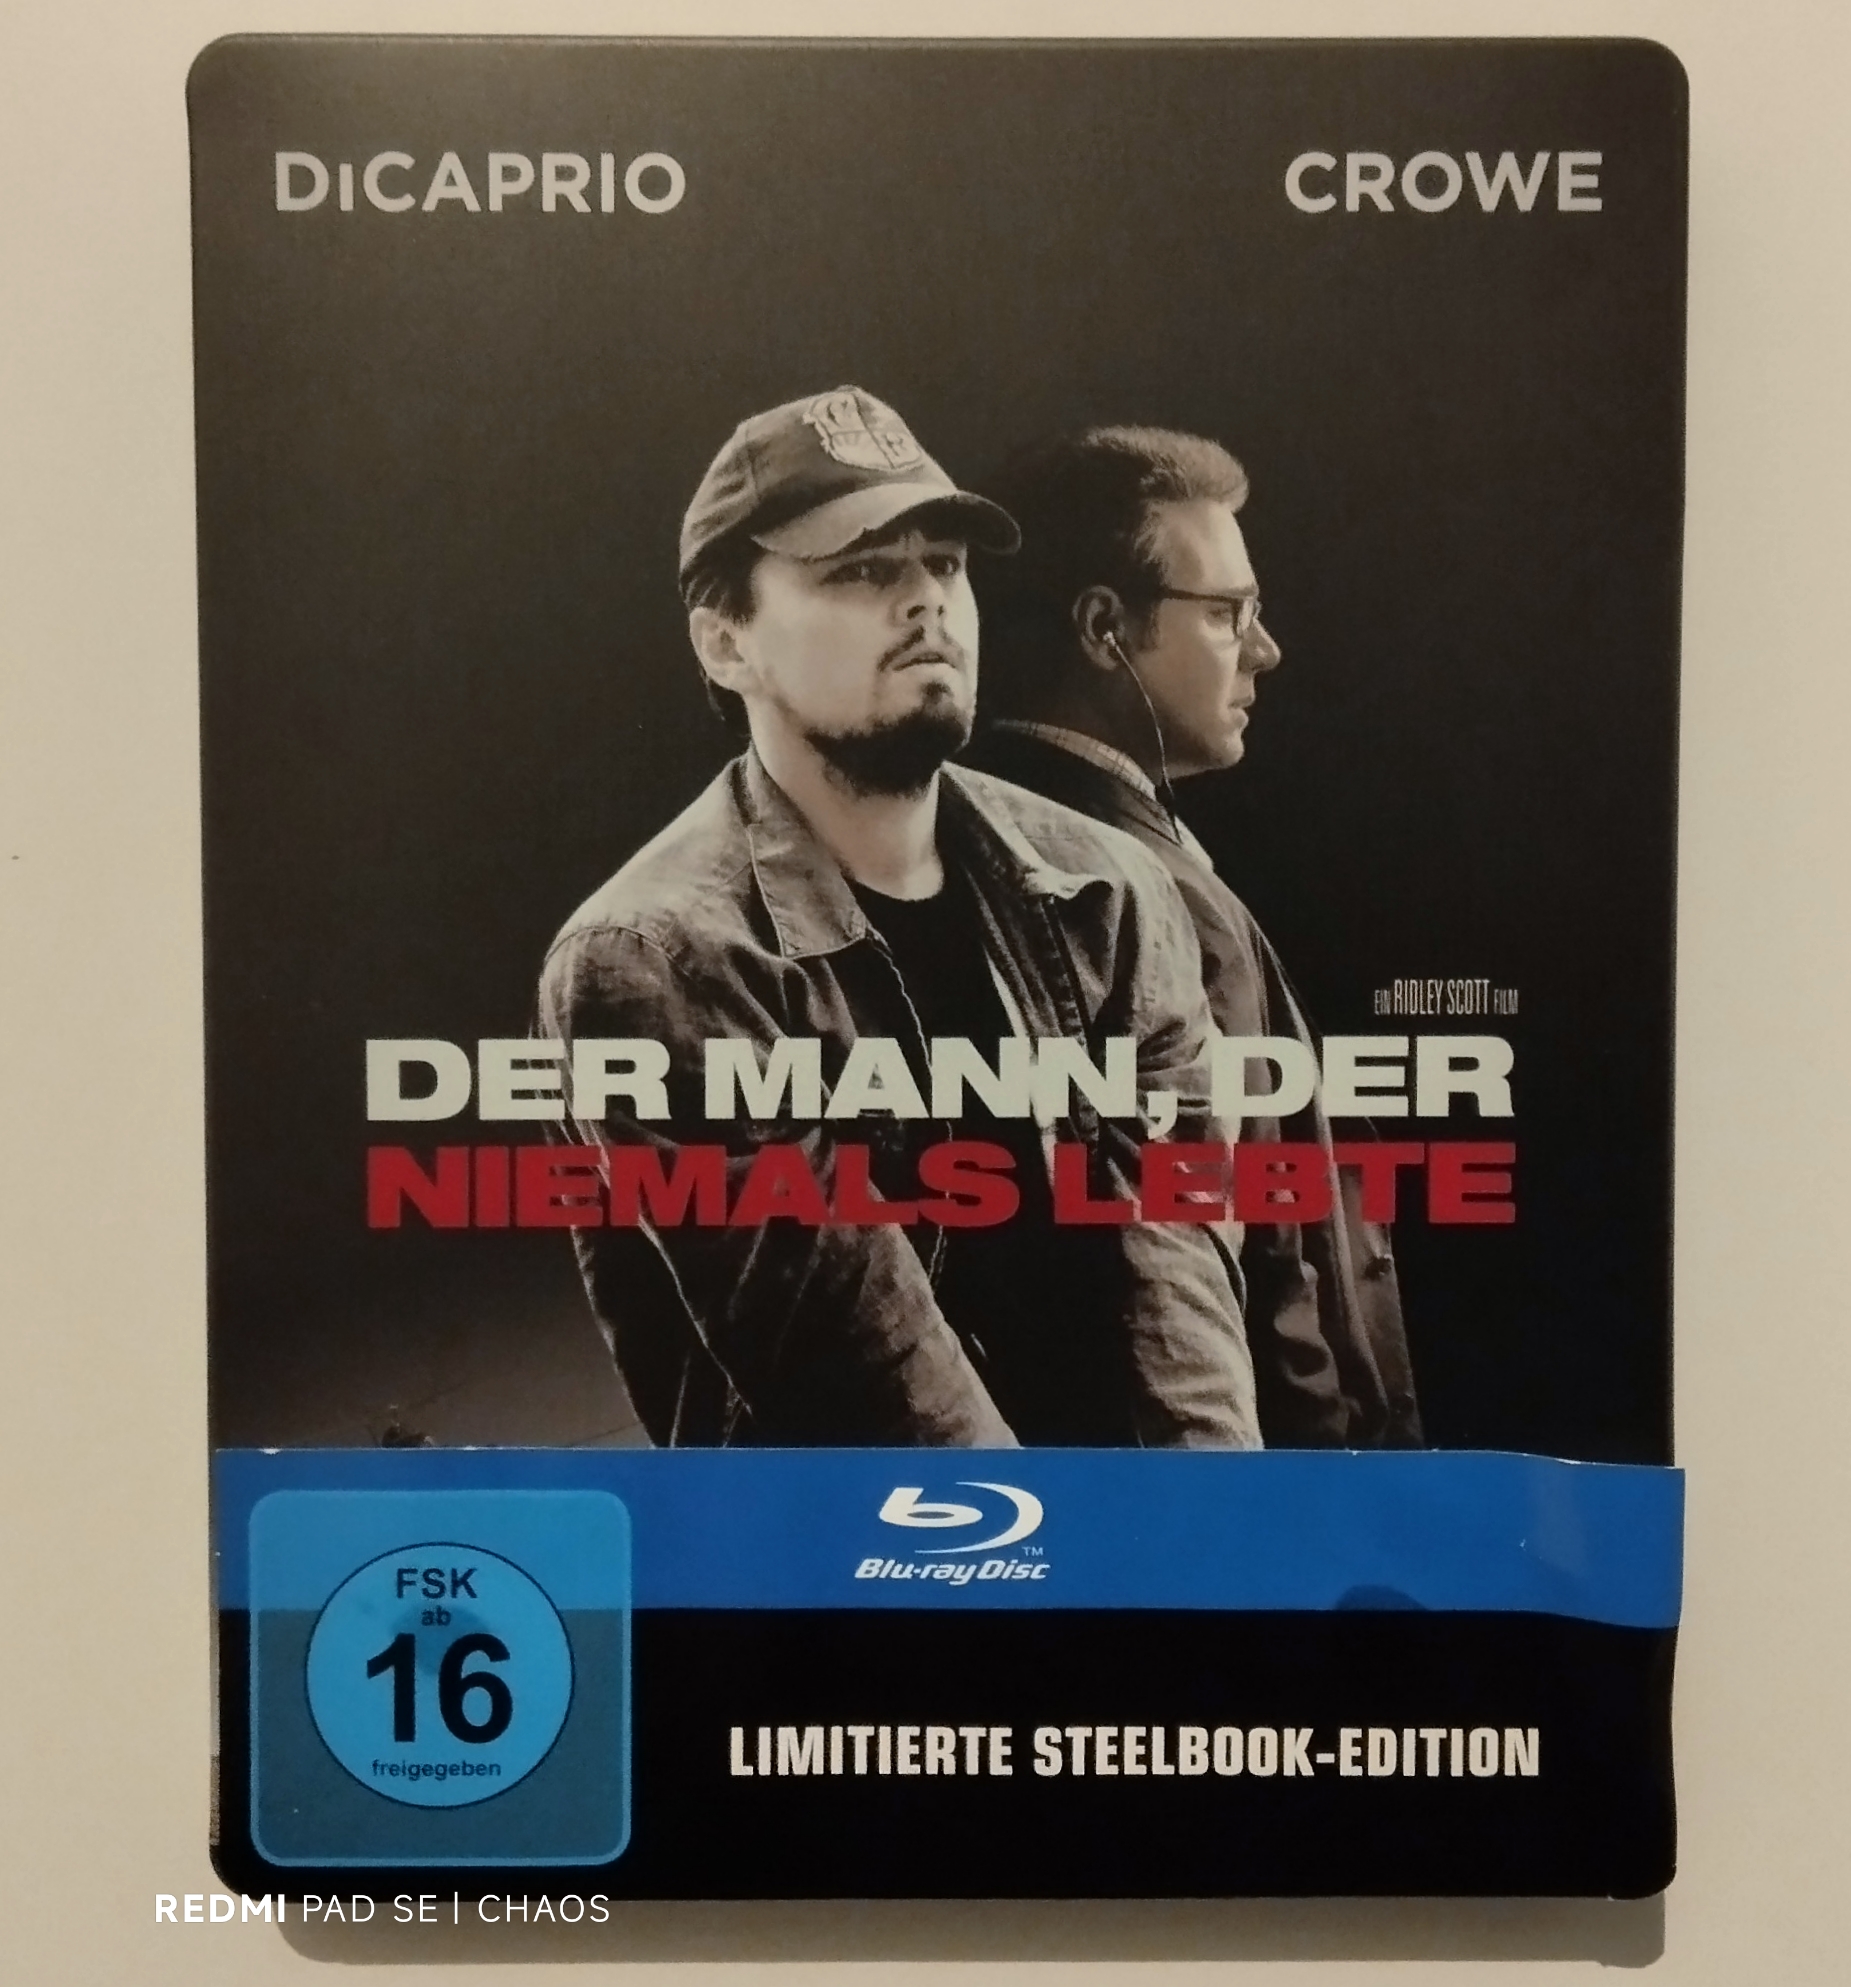 DiCAPRIO CROWE
EIN RIDLEY SCOTT FILM
DER MANN, DER
NIEMALS LEBTE
Blu-ray Disc™
FSK
ab
16
freigegeben
LIMITIERTE STEELBOOK-EDITION
REDMI PAD SE | CHAOS